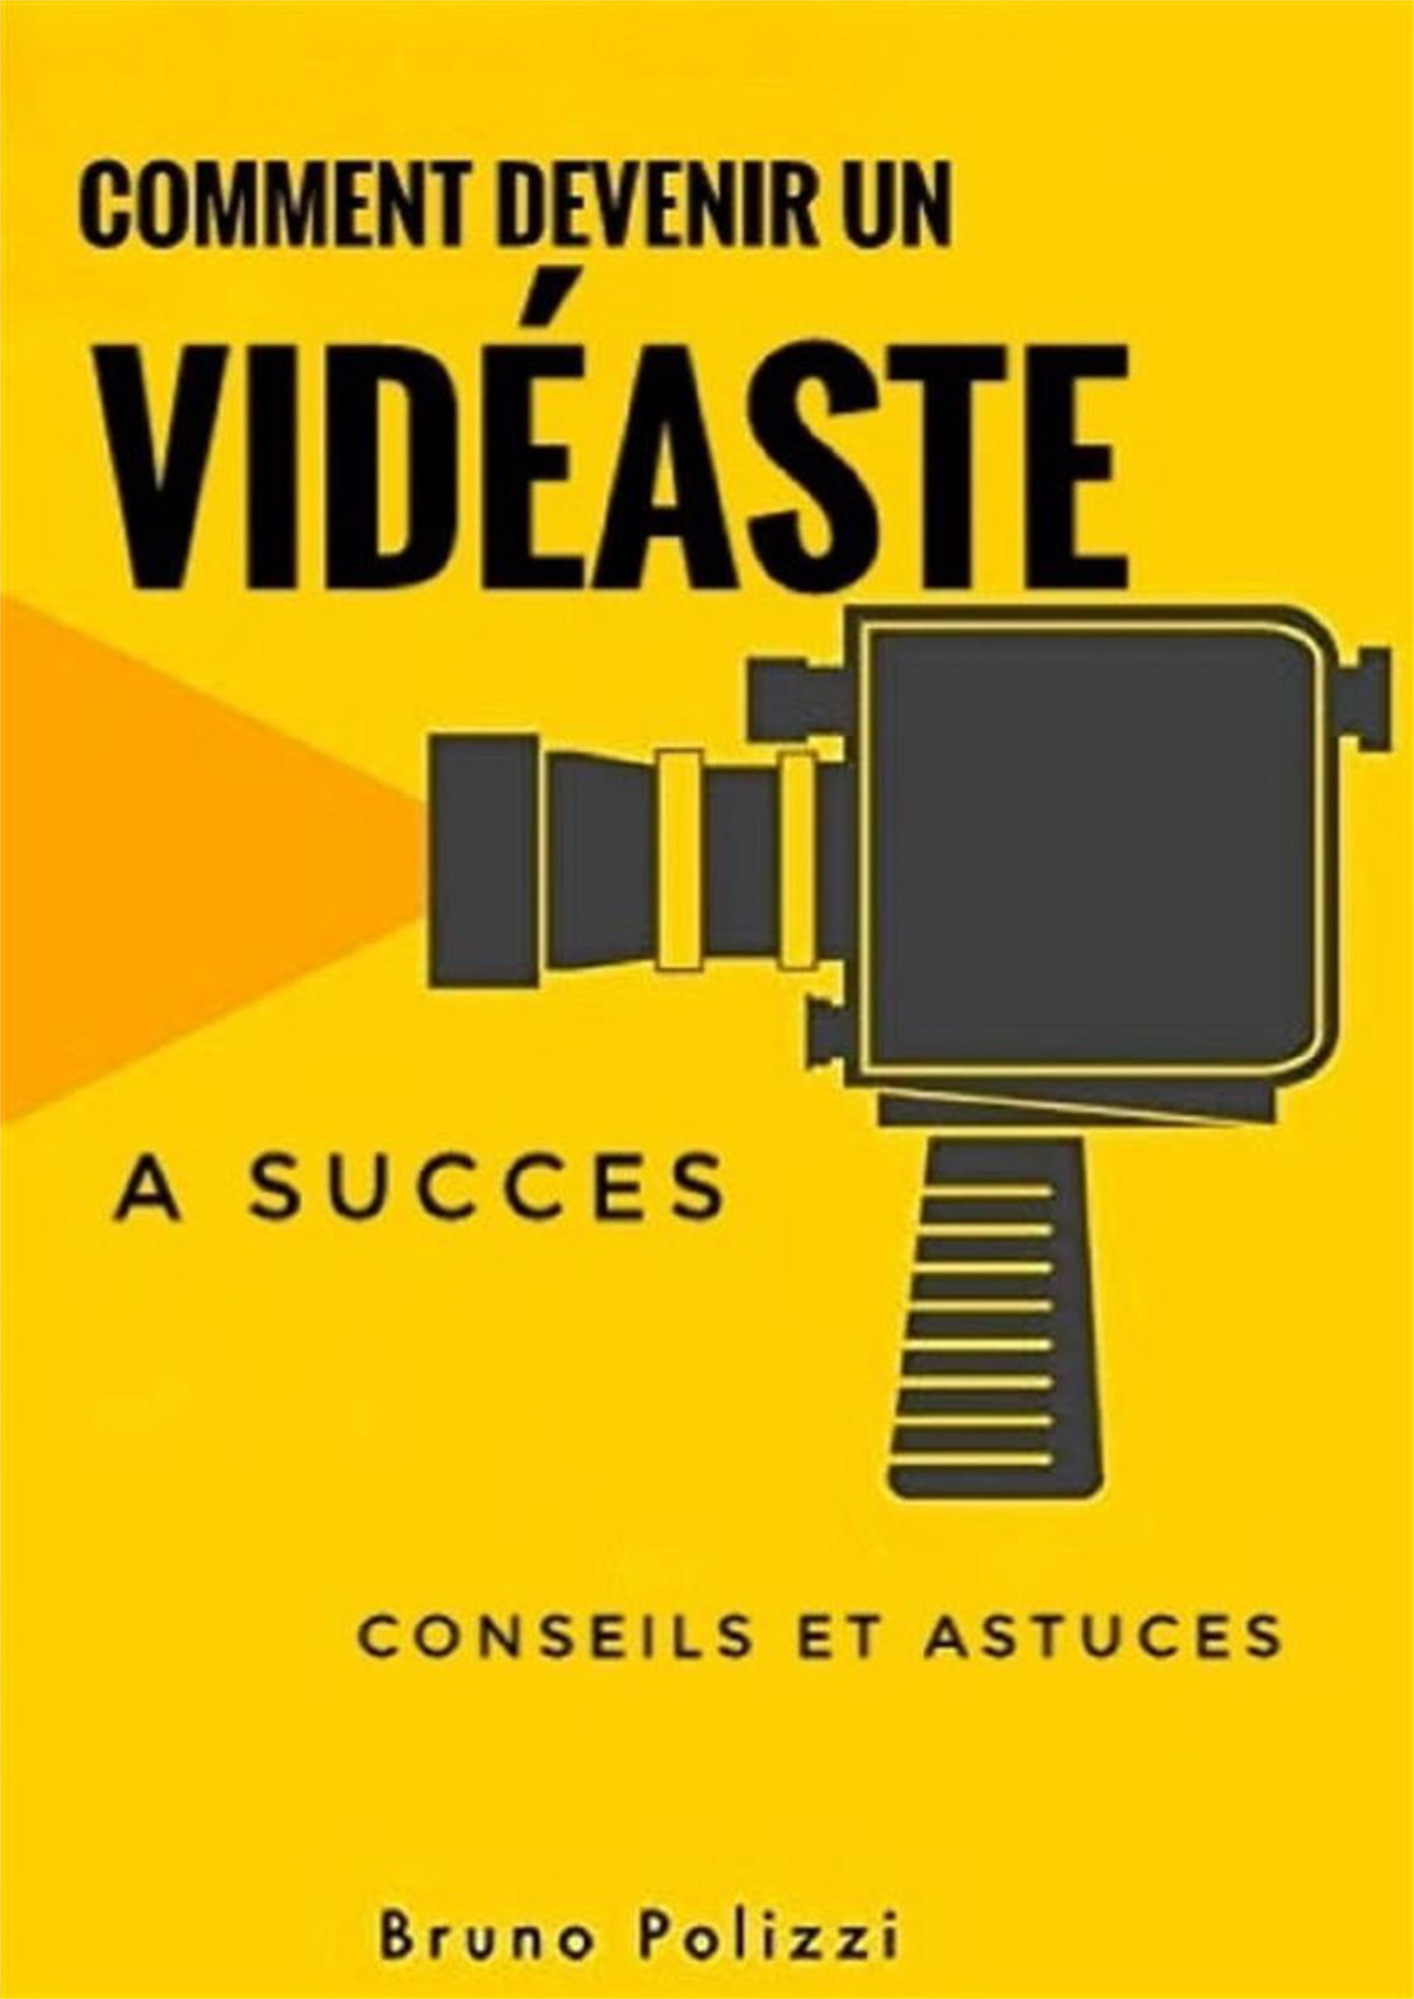 COMMENT DEVENIR UN
VIDÉASTE
A SUCCES
CONSEILS ET ASTUCES
Bruno Polizzi